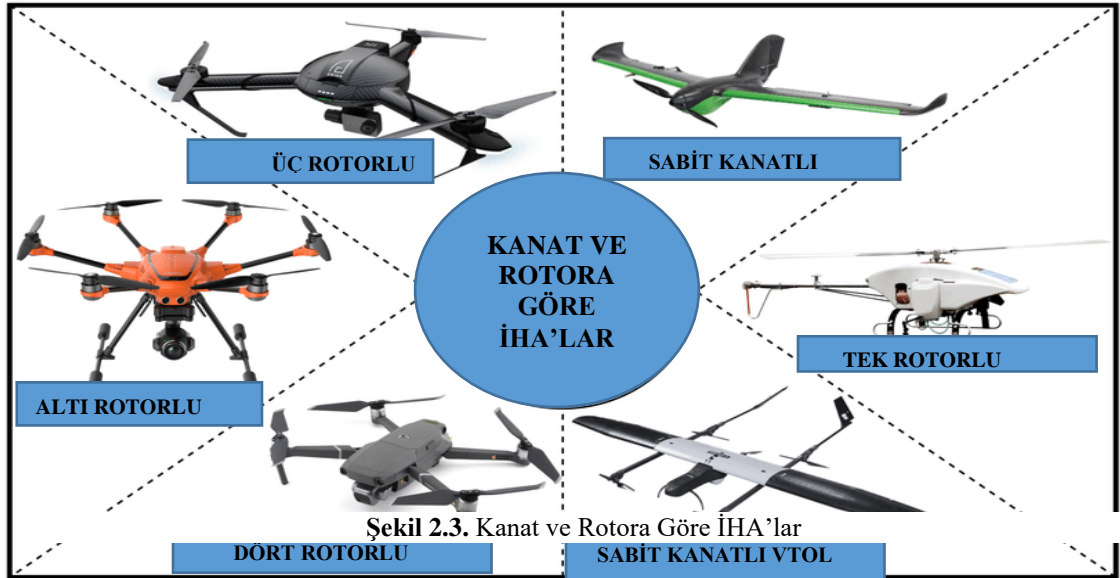 ÜÇ ROTORLU
SABİT KANATLI
KANAT VE
ROTORA
GÖRE
İHA’LAR
TEK ROTORLU
ALTI ROTORLU
Şekil 2.3. Kanat ve Rotora Göre İHA’lar
DÖRT ROTORLU
SABİT KANATLI VTOL